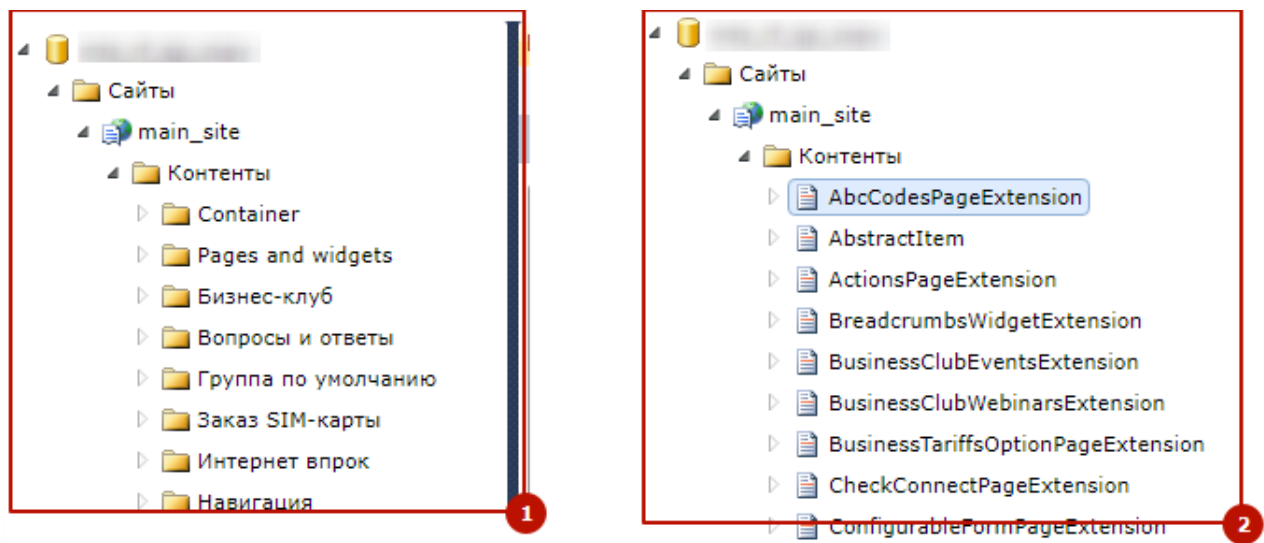 Сайты
main_site
Контенты
Container
Pages and widgets
Бизнес-клуб
Вопросы и ответы
Группа по умолчанию
Заказ SIM-карты
Интернет впрок
Навигация
1
Сайты
main_site
Контенты
AbcCodesPageExtension
AbstractItem
ActionsPageExtension
BreadcrumbsWidgetExtension
BusinessClubEventsExtension
BusinessClubWebinarsExtension
BusinessTariffsOptionPageExtension
CheckConnectPageExtension
ConfigurableFormPageExtension
2